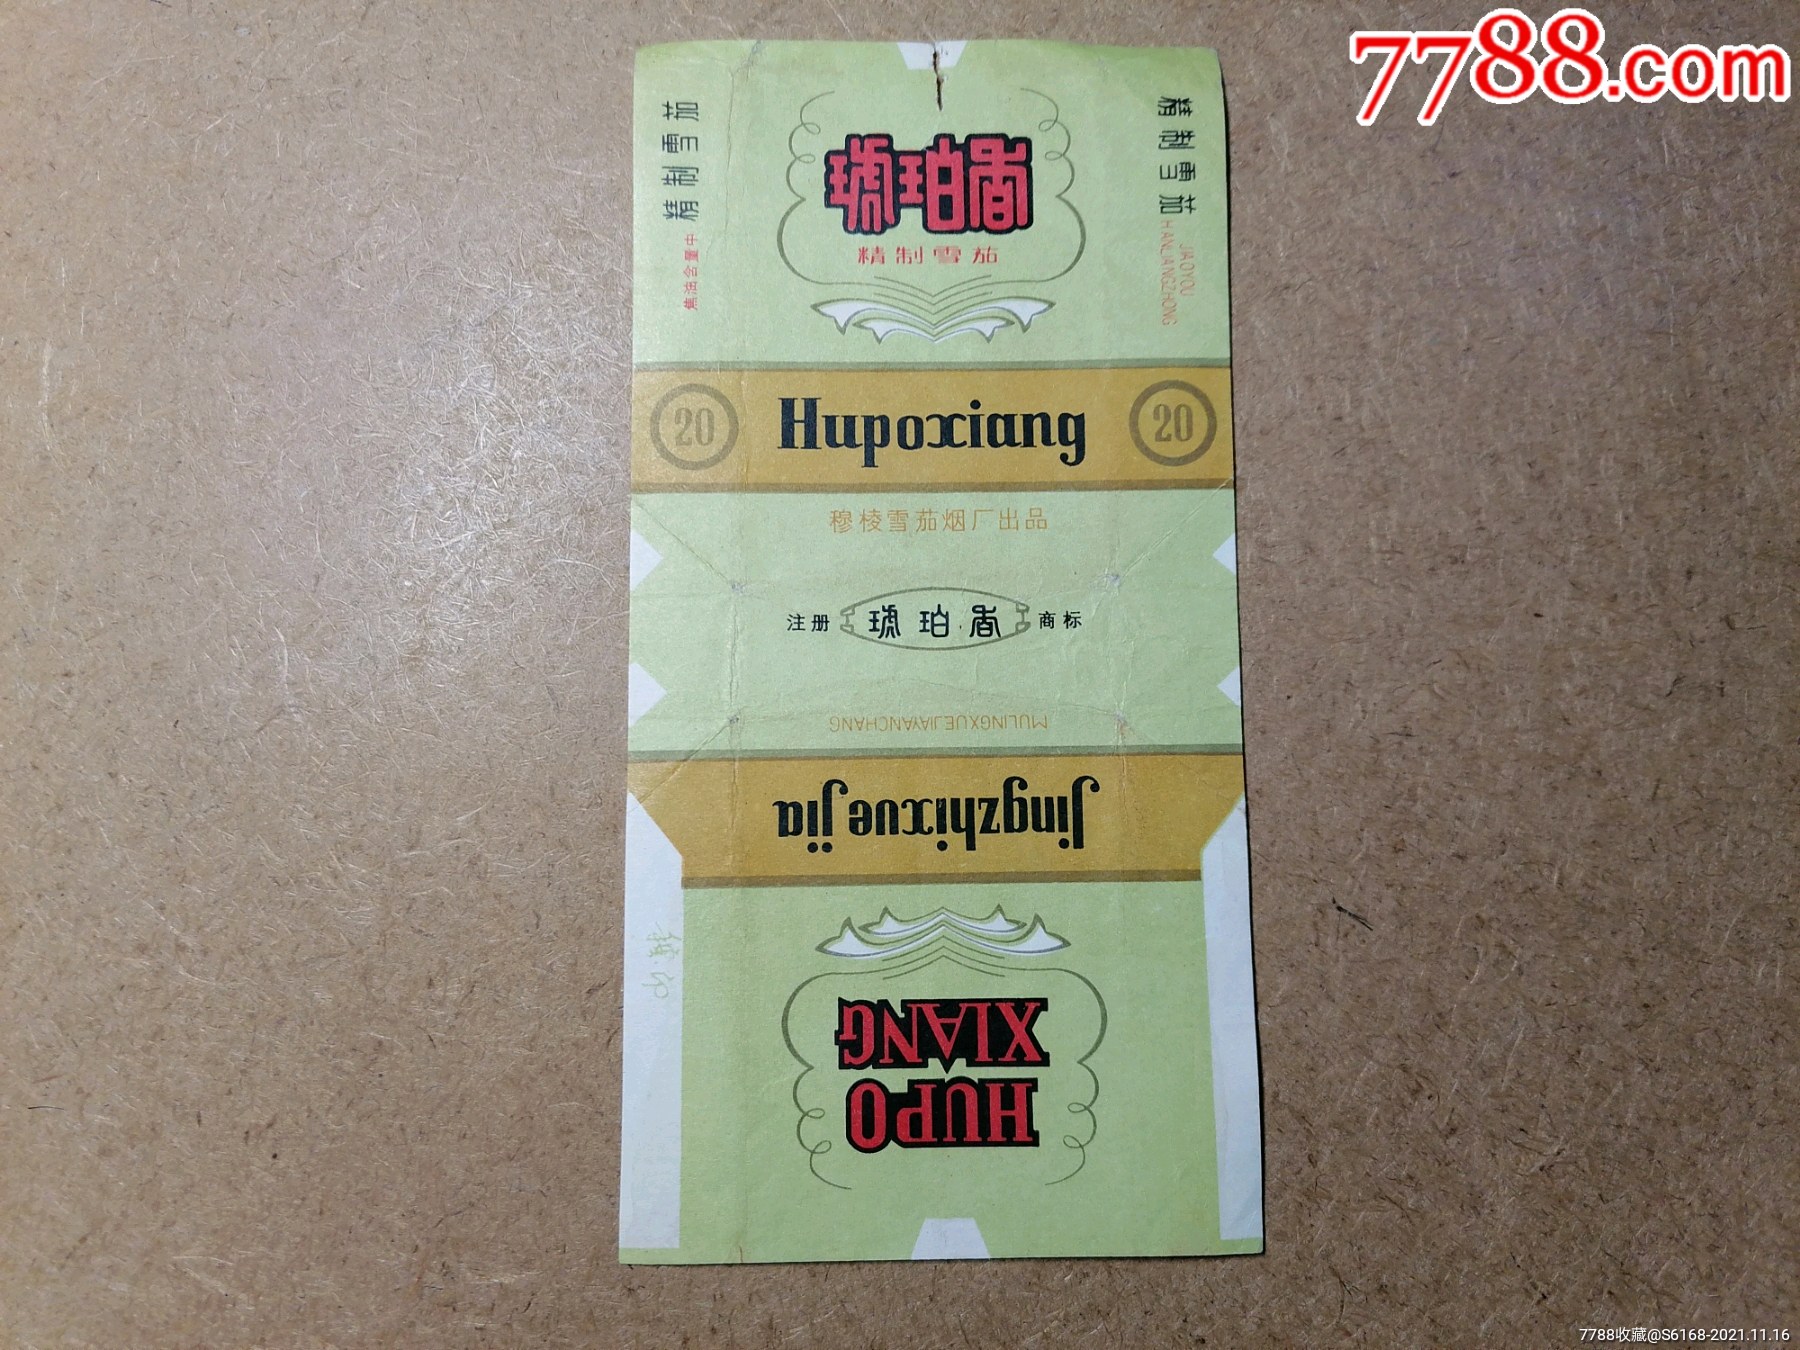 7788.com
精制雪茄
焦油含量中
琥珀香
精制雪茄
精制雪茄
JIAOYOU
HANLIANGZHONG
20
Hupoxiang
20
穆棱雪茄烟厂出品
注册 琥珀香 商标
MULINGXUEJIAYANCHANG
Jingzhixuejia
HUPO
XIANG
7788收藏@S6168-2021.11.16